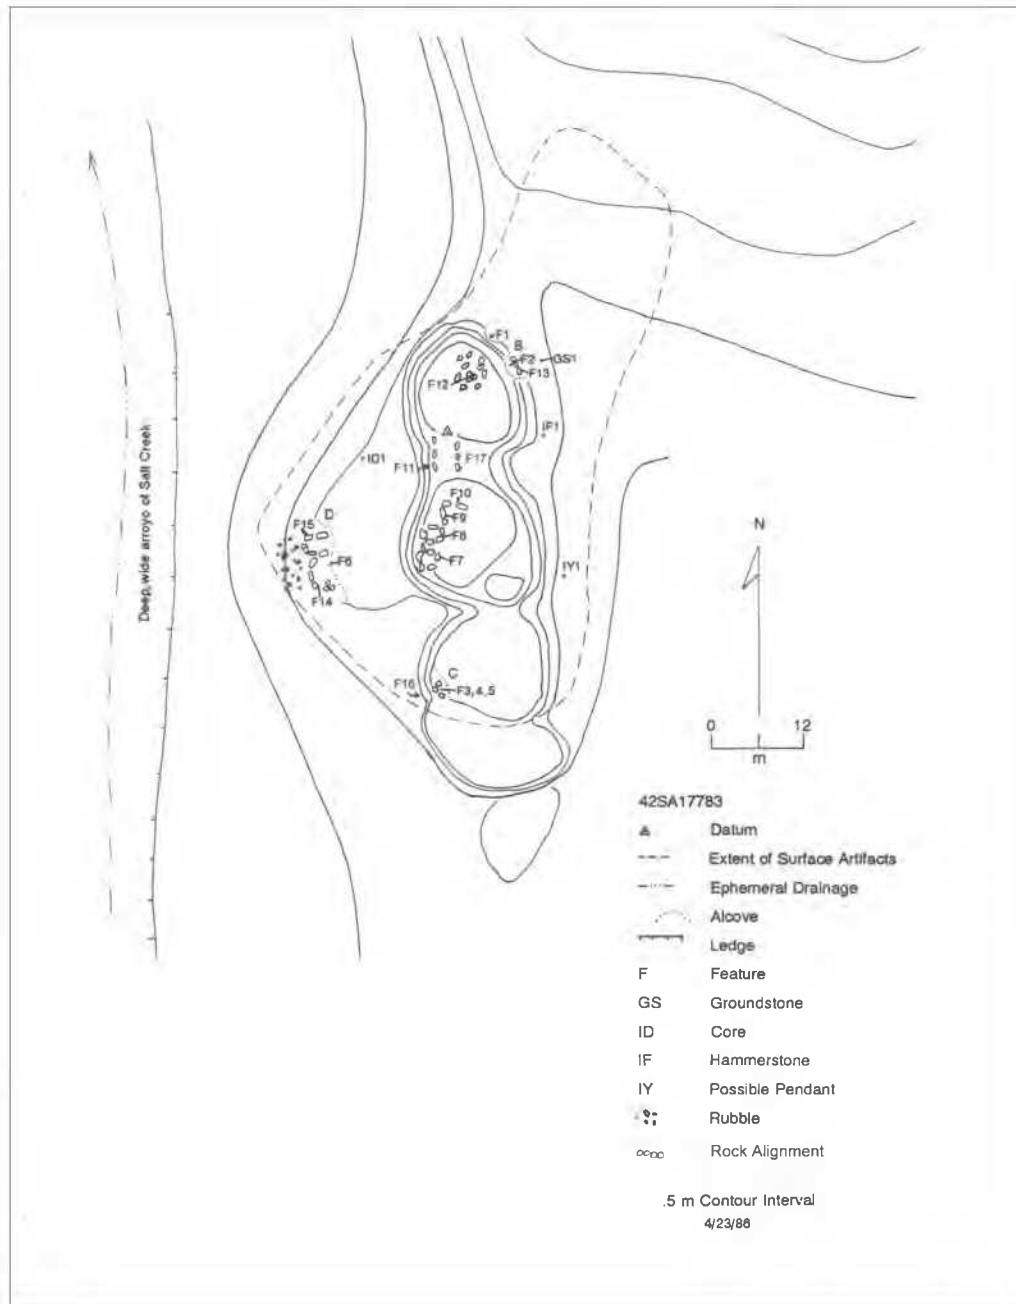 F1
B
F2
GS1
F13
F12
A
IF1
ID1
F11
F17
F10
F9
F8
F7
D
F15
F6
F14
IY1
C
F16
F3,4,5
Deep, wide arroyo of Salt Creek
N
0 12
m
42SA17783
Datum
Extent of Surface Artifacts
Ephemeral Drainage
Alcove
Ledge
F Feature
GS Groundstone
ID Core
IF Hammerstone
IY Possible Pendant
Rubble
Rock Alignment
.5 m Contour Interval
4/23/86